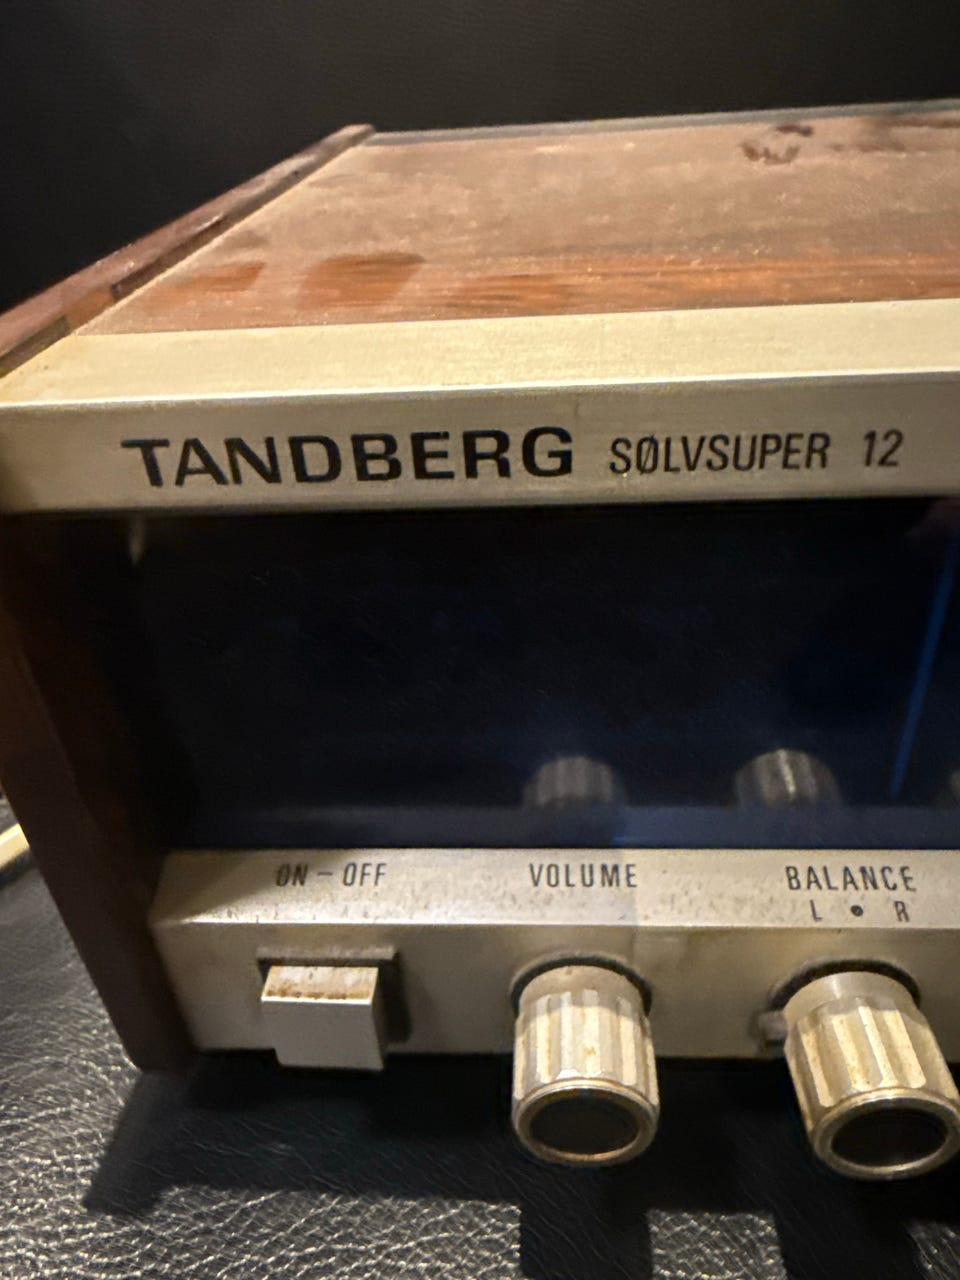 TANDBERG SØLVSUPER 12
ON – OFF VOLUME BALANCE
L • R